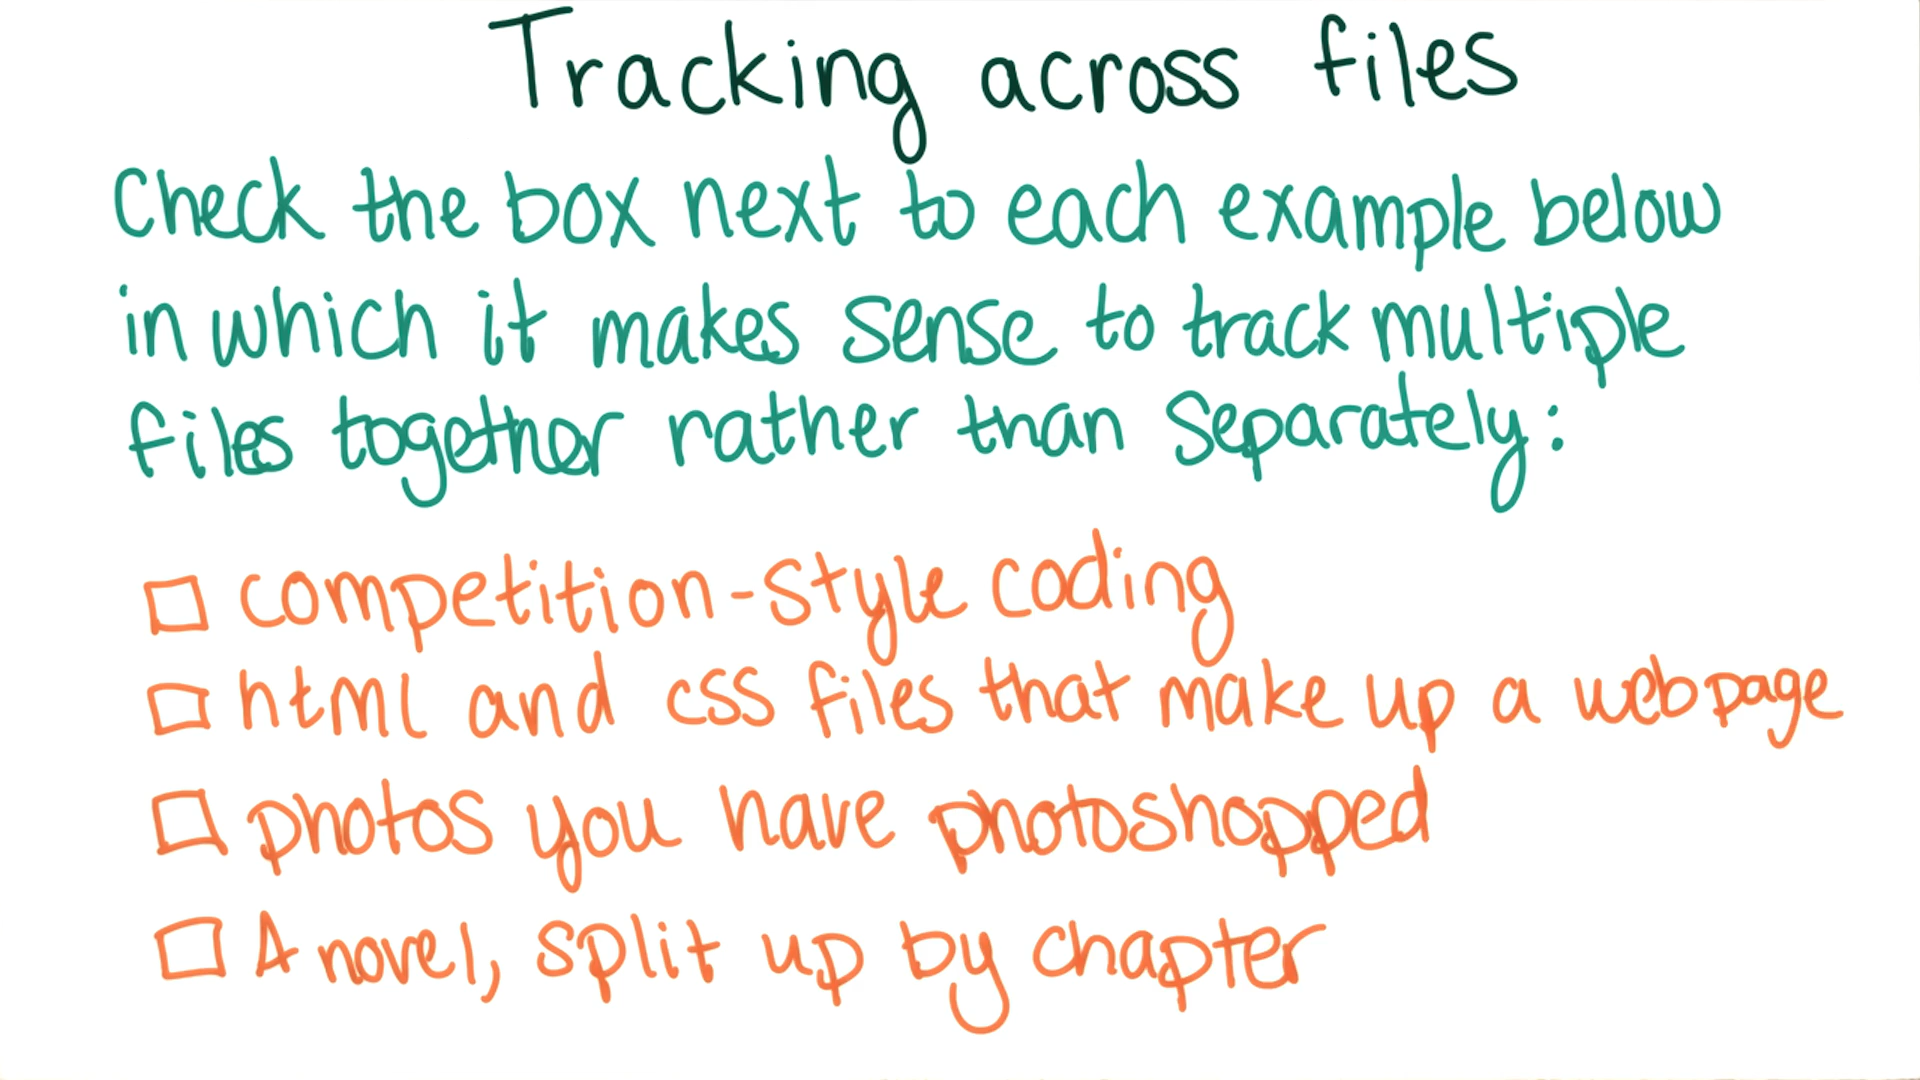 Tracking across files
Check the box next to each example below
in which it makes sense to track multiple
files together rather than separately:
competition-style coding
html and css files that make up a webpage
photos you have photoshopped
A novel, split up by chapter